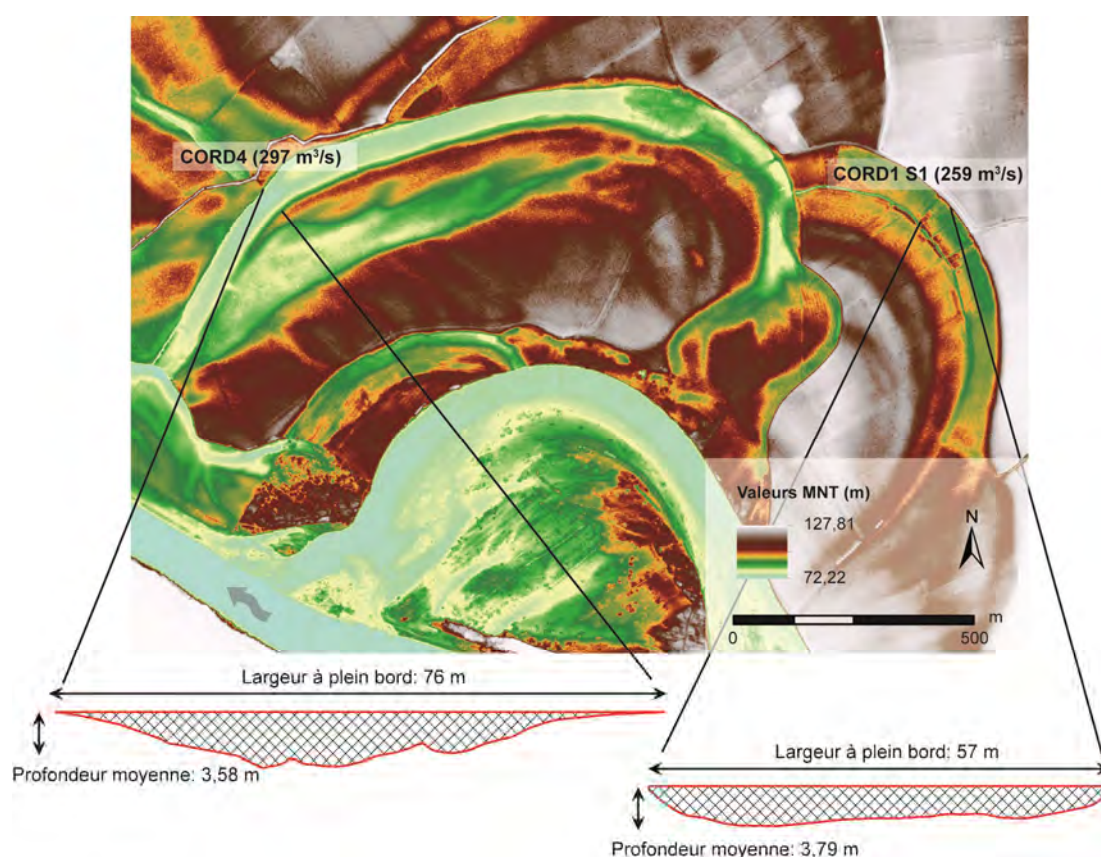 CORD4 (297 m³/s)
CORD1 S1 (259 m³/s)
Valeurs MNT (m)
127,81
72,22
N
m
0
500
Largeur à plein bord: 76 m
Profondeur moyenne: 3,58 m
Largeur à plein bord: 57 m
Profondeur moyenne: 3,79 m